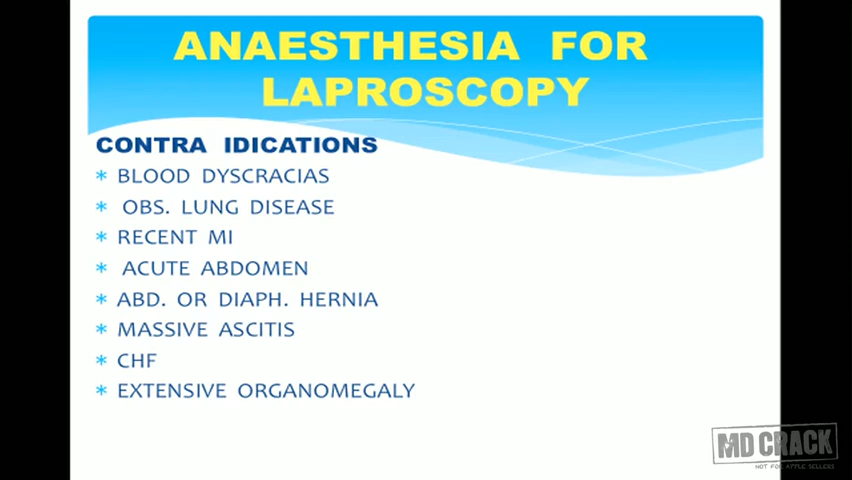 ANAESTHESIA FOR
LAPROSCOPY
CONTRA IDICATIONS
* BLOOD DYSCRACIAS
* OBS. LUNG DISEASE
* RECENT MI
* ACUTE ABDOMEN
* ABD. OR DIAPH. HERNIA
* MASSIVE ASCITIS
* CHF
* EXTENSIVE ORGANOMEGALY
MD CRACK
NOT FOR APPLE SELLERS